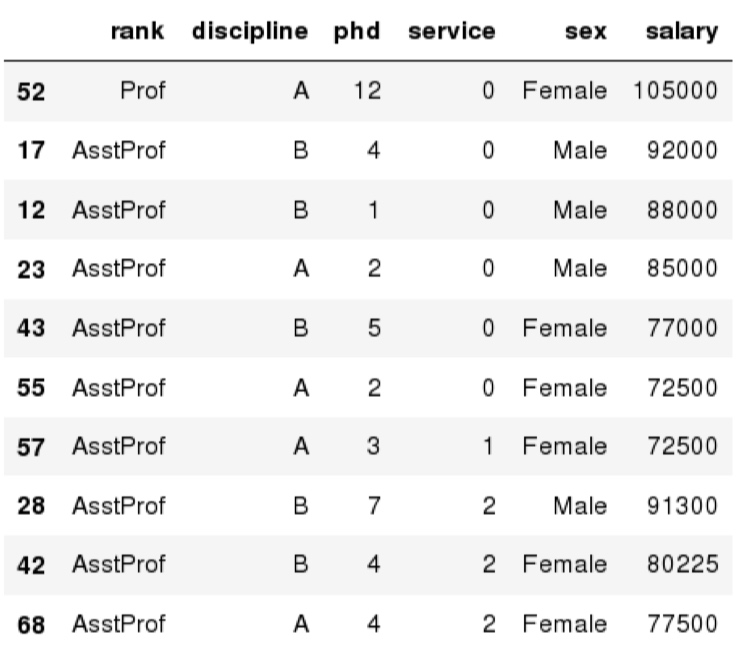 rank discipline phd service sex salary
52 Prof A 12 0 Female 105000
17 AsstProf B 4 0 Male 92000
12 AsstProf B 1 0 Male 88000
23 AsstProf A 2 0 Male 85000
43 AsstProf B 5 0 Female 77000
55 AsstProf A 2 0 Female 72500
57 AsstProf A 3 1 Female 72500
28 AsstProf B 7 2 Male 91300
42 AsstProf B 4 2 Female 80225
68 AsstProf A 4 2 Female 77500